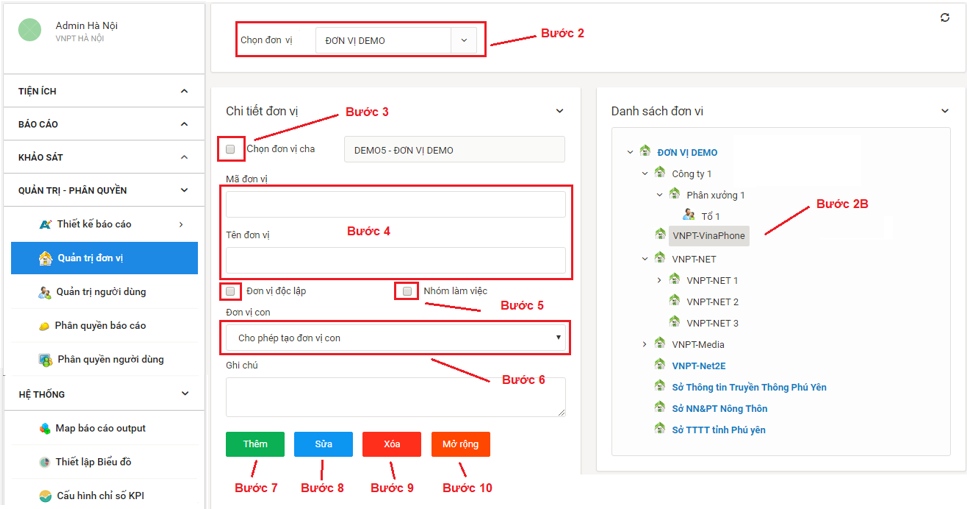 Admin Hà Nội
VNPT HÀ NỘI
TIỆN ÍCH
BÁO CÁO
KHẢO SÁT
QUẢN TRỊ - PHÂN QUYỀN
Thiết kế báo cáo
Quản trị đơn vị
Quản trị người dùng
Phân quyền báo cáo
Phân quyền người dùng
HỆ THỐNG
Map báo cáo output
Thiết lập Biểu đồ
Cấu hình chỉ số KPI
Chọn đơn vị
ĐƠN VỊ DEMO
Bước 2
Chi tiết đơn vị
Bước 3
Chọn đơn vị cha
DEMO5 - ĐƠN VỊ DEMO
Mã đơn vị
Bước 4
Tên đơn vị
Đơn vị độc lập
Nhóm làm việc
Bước 5
Đơn vị con
Cho phép tạo đơn vị con
Bước 6
Ghi chú
Thêm
Sửa
Xóa
Mở rộng
Bước 7
Bước 8
Bước 9
Bước 10
Danh sách đơn vi
ĐƠN VỊ DEMO
Công ty 1
Phân xưởng 1
Tổ 1
VNPT-VinaPhone
Bước 2B
VNPT-NET
VNPT-NET 1
VNPT-NET 2
VNPT-NET 3
VNPT-Media
VNPT-Net2E
Sở Thông tin Truyền Thông Phú Yên
Sở NN&PT Nông Thôn
Sở TTTT tỉnh Phú yên